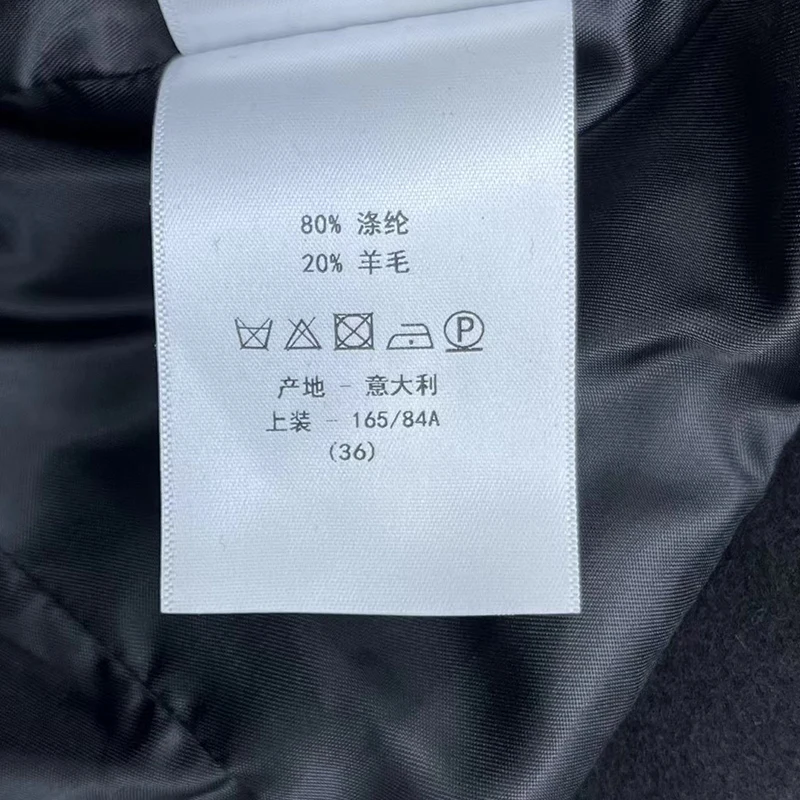 80% 涤纶
20% 羊毛
P
产地 - 意大利
上装 - 165/84A
(36)